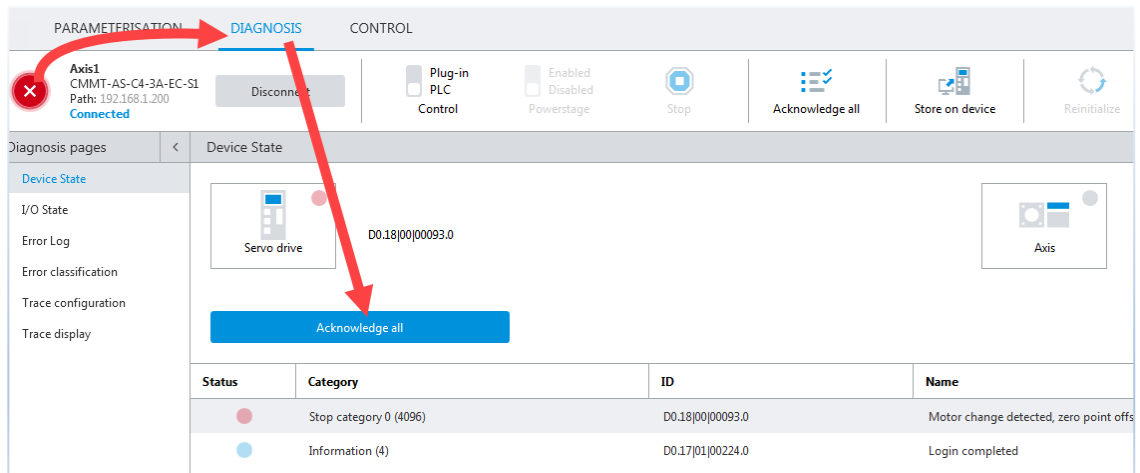 PARAMETERISATION DIAGNOSIS CONTROL
Axis1
CMMT-AS-C4-3A-EC-S1
Path: 192.168.1.200
Connected
Disconnect
Plug-in
PLC
Control
Enabled
Disabled
Powerstage
Stop
Acknowledge all
Store on device
Reinitialize
Diagnosis pages
Device State
I/O State
Error Log
Error classification
Trace configuration
Trace display
Device State
Servo drive
D0.18|00|00093.0
Axis
Acknowledge all
Status Category ID Name
Stop category 0 (4096) D0.18|00|00093.0 Motor change detected, zero point offs
Information (4) D0.17|01|00224.0 Login completed